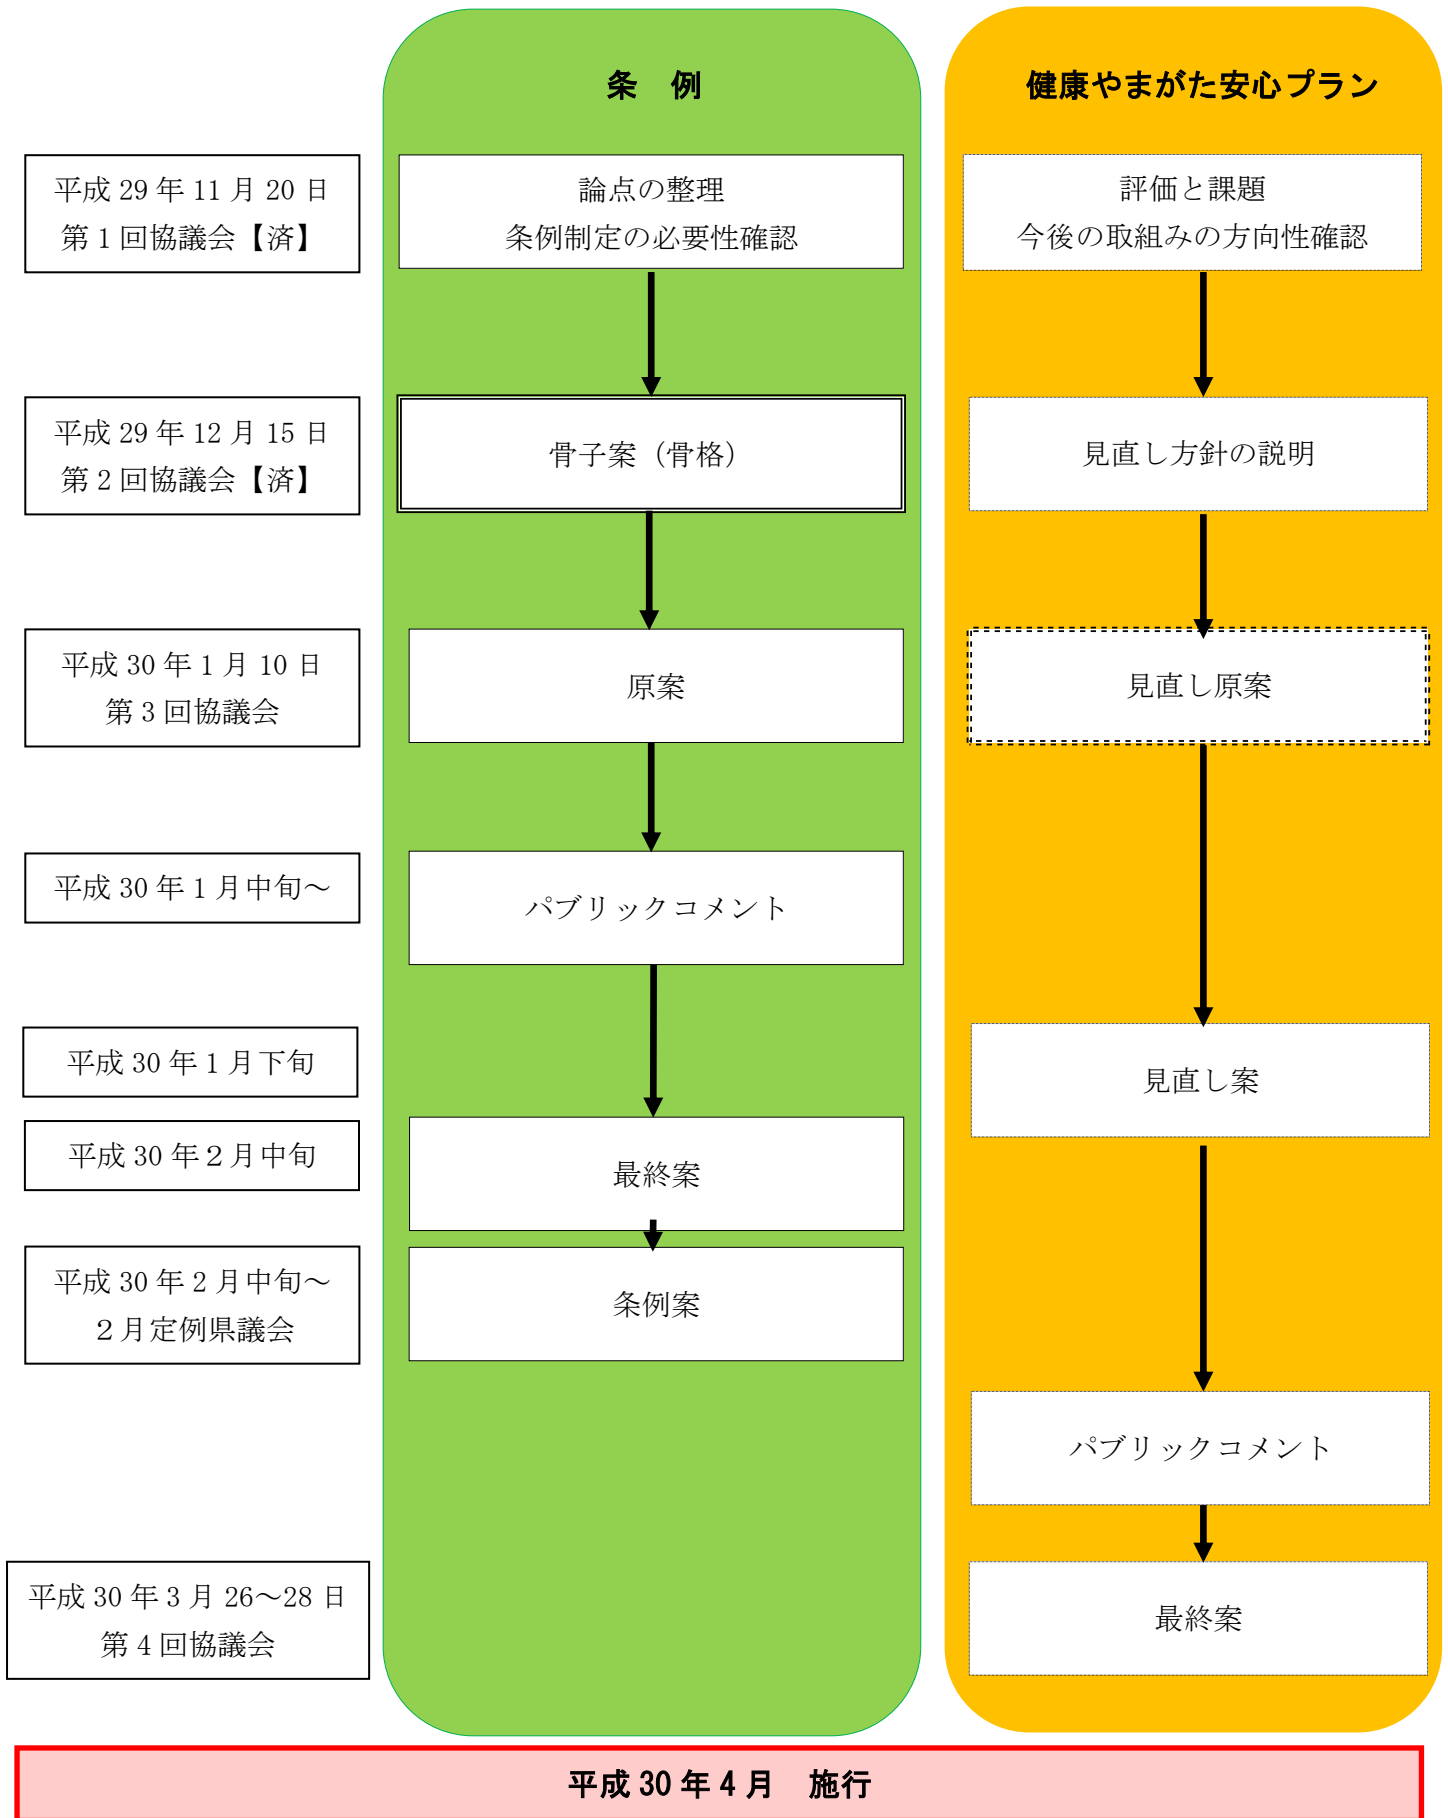 条　例
健康やまがた安心プラン
平成 29 年 11 月 20 日
第 1 回協議会【済】
論点の整理
条例制定の必要性確認
評価と課題
今後の取組みの方向性確認
平成 29 年 12 月 15 日
第 2 回協議会【済】
骨子案（骨格）
見直し方針の説明
平成 30 年 1 月 10 日
第 3 回協議会
原案
見直し原案
平成 30 年 1 月中旬～
パブリックコメント
平成 30 年 1 月下旬
見直し案
平成 30 年２月中旬
最終案
平成 30 年 2 月中旬～
２月定例県議会
条例案
パブリックコメント
平成 30 年 3 月 26～28 日
第 4 回協議会
最終案
平成 30 年 4 月　施行